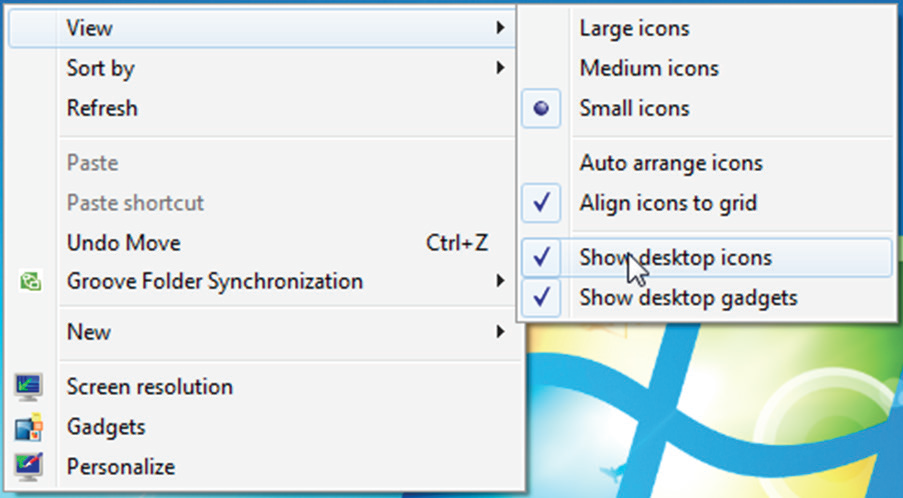 View
Sort by
Refresh
Paste
Paste shortcut
Undo Move Ctrl+Z
Groove Folder Synchronization
New
Screen resolution
Gadgets
Personalize
Large icons
Medium icons
Small icons
Auto arrange icons
Align icons to grid
Show desktop icons
Show desktop gadgets